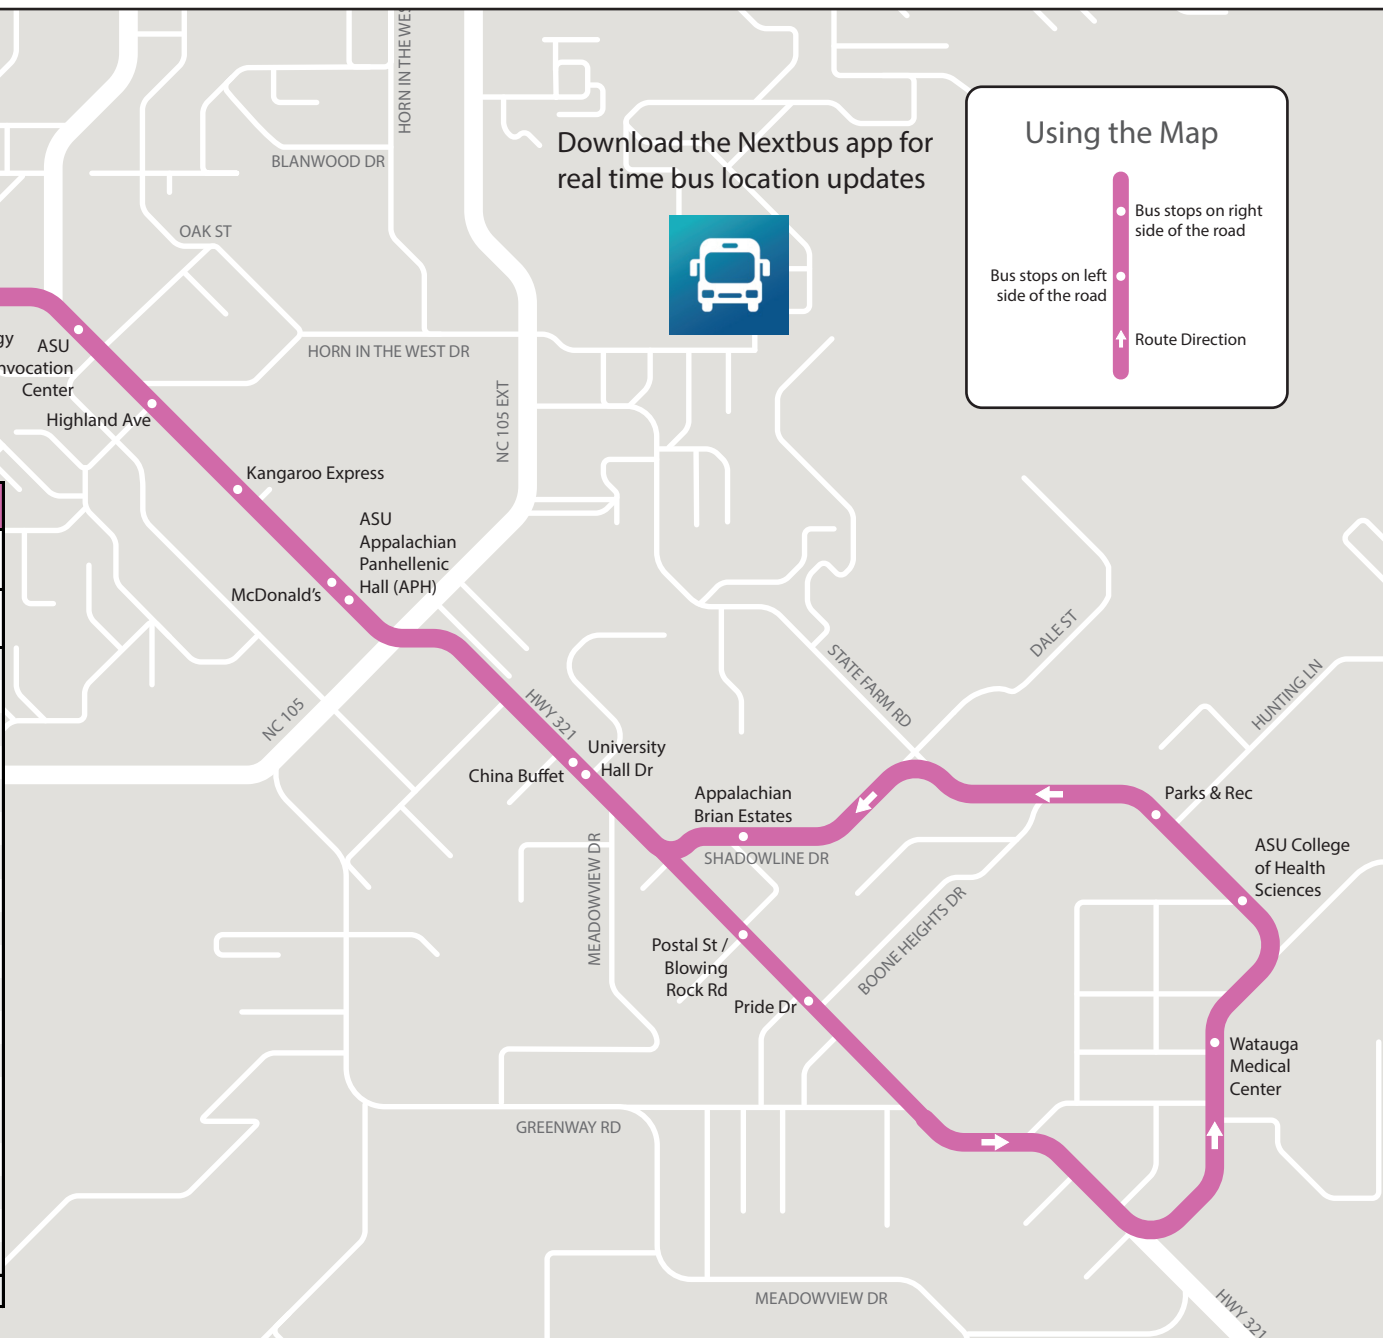 HORN IN THE WES
BLANWOOD DR
Download the Nextbus app for
real time bus location updates
Using the Map
Bus stops on right
side of the road
Bus stops on left
side of the road
Route Direction
OAK ST
HORN IN THE WEST DR
NC 105 EXT
gy
ASU
nvocation
Center
Highland Ave
Kangaroo Express
ASU
Appalachian
Panhellenic
Hall (APH)
McDonald's
NC 105
HWY 321
University
Hall Dr
China Buffet
STATE FARM RD
DALE ST
HUNTING LN
Appalachian
Brian Estates
SHADOWLINE DR
Parks & Rec
ASU College
of Health
Sciences
MEADOWVIEW DR
Postal St /
Blowing
Rock Rd
Pride Dr
BOONE HEIGHTS DR
Watauga
Medical
Center
GREENWAY RD
MEADOWVIEW DR
HWY 321